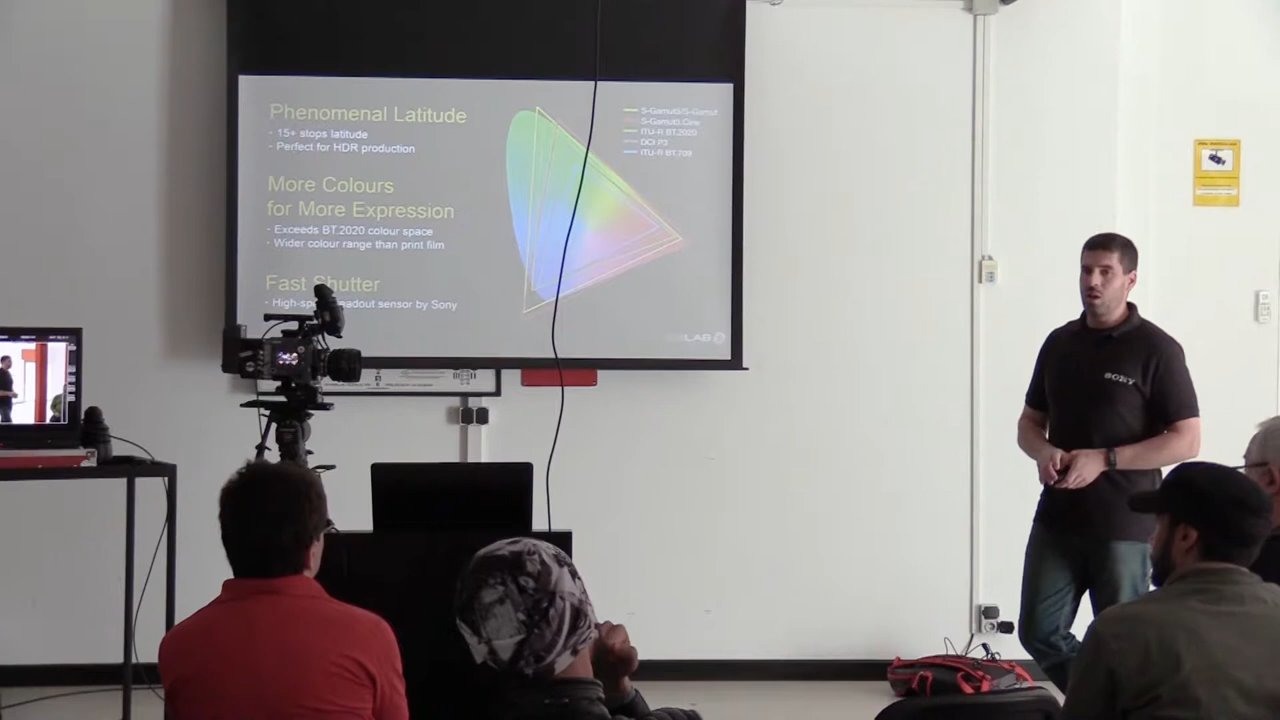 Phenomenal Latitude
- 15+ stops latitude
- Perfect for HDR production
More Colours
for More Expression
- Exceeds BT.2020 colour space
- Wider colour range than print film
Fast Shutter
- High-sp eadout sensor by Sony
S-Gamut3/S-Gamut
S-Gamut3.Cine
ITU-R BT.2020
DCI P3
ITU-R BT.709
LAB
SONY